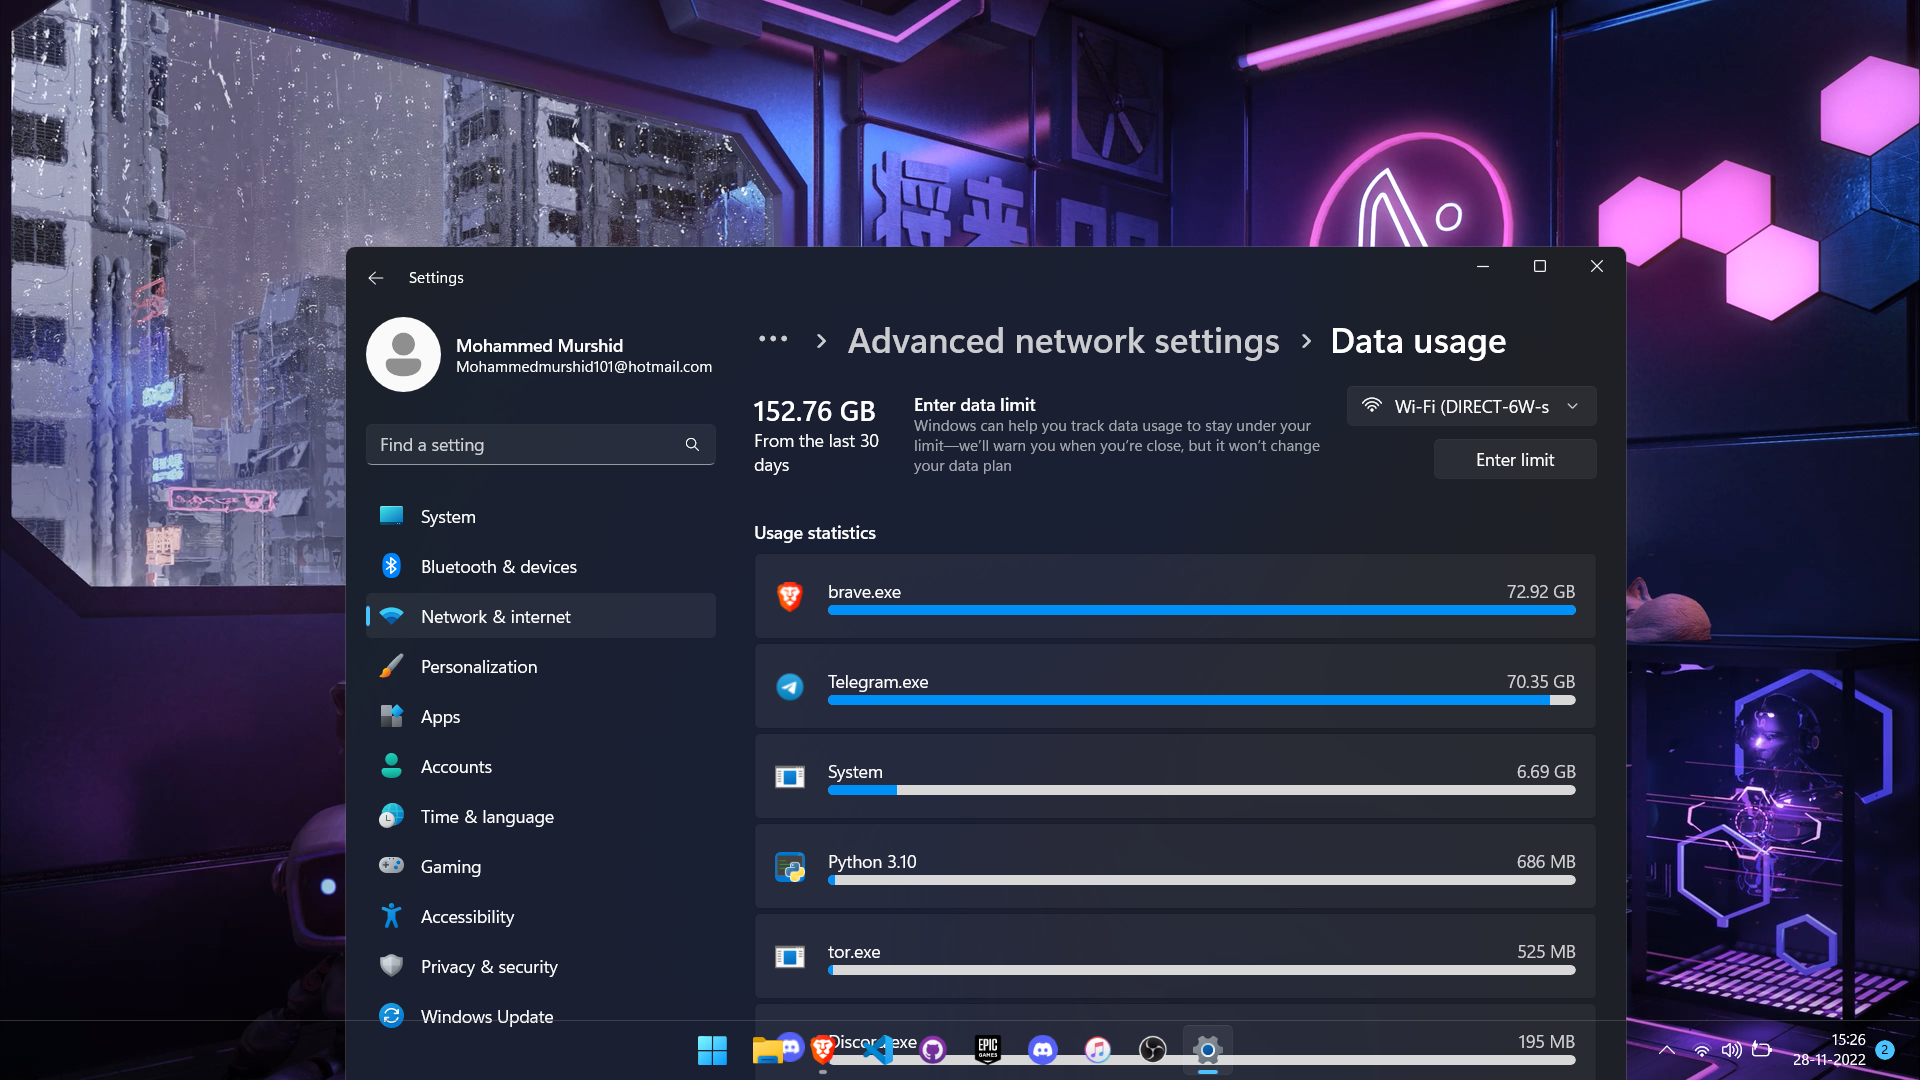 将来
Settings
Mohammed Murshid
Mohammedmurshid101@hotmail.com
Find a setting
System
Bluetooth & devices
Network & internet
Personalization
Apps
Accounts
Time & language
Gaming
Accessibility
Privacy & security
Windows Update
… > Advanced network settings > Data usage
152.76 GB
From the last 30
days
Enter data limit
Windows can help you track data usage to stay under your
limit—we’ll warn you when you’re close, but it won’t change
your data plan
Wi-Fi (DIRECT-6W-s
Enter limit
Usage statistics
brave.exe 72.92 GB
Telegram.exe 70.35 GB
System 6.69 GB
Python 3.10 686 MB
tor.exe 525 MB
Discord.exe 195 MB
EPIC
GAMES
15:26
28-11-2022
2